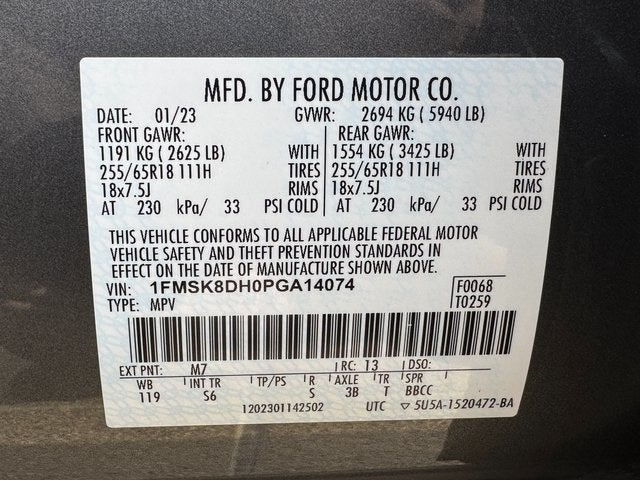 MFD. BY FORD MOTOR CO.
DATE: 01/23 GVWR: 2694 KG ( 5940 LB)
FRONT GAWR: REAR GAWR:
1191 KG ( 2625 LB) WITH 1554 KG ( 3425 LB) WITH
255/65R18 111H TIRES 255/65R18 111H TIRES
18x7.5J RIMS 18x7.5J RIMS
AT 230 kPa/ 33 PSI COLD AT 230 kPa/ 33 PSI COLD
THIS VEHICLE CONFORMS TO ALL APPLICABLE FEDERAL MOTOR
VEHICLE SAFETY AND THEFT PREVENTION STANDARDS IN
EFFECT ON THE DATE OF MANUFACTURE SHOWN ABOVE.
VIN: 1FMSK8DH0PGA14074 F0068
TYPE: MPV T0259
EXT PNT: M7 RC: 13 DSO:
WB INT TR TP/PS R AXLE TR SPR
119 S6 S 3B T BBCC
1202301142502 UTC ▽ 5U5A-1520472-BA